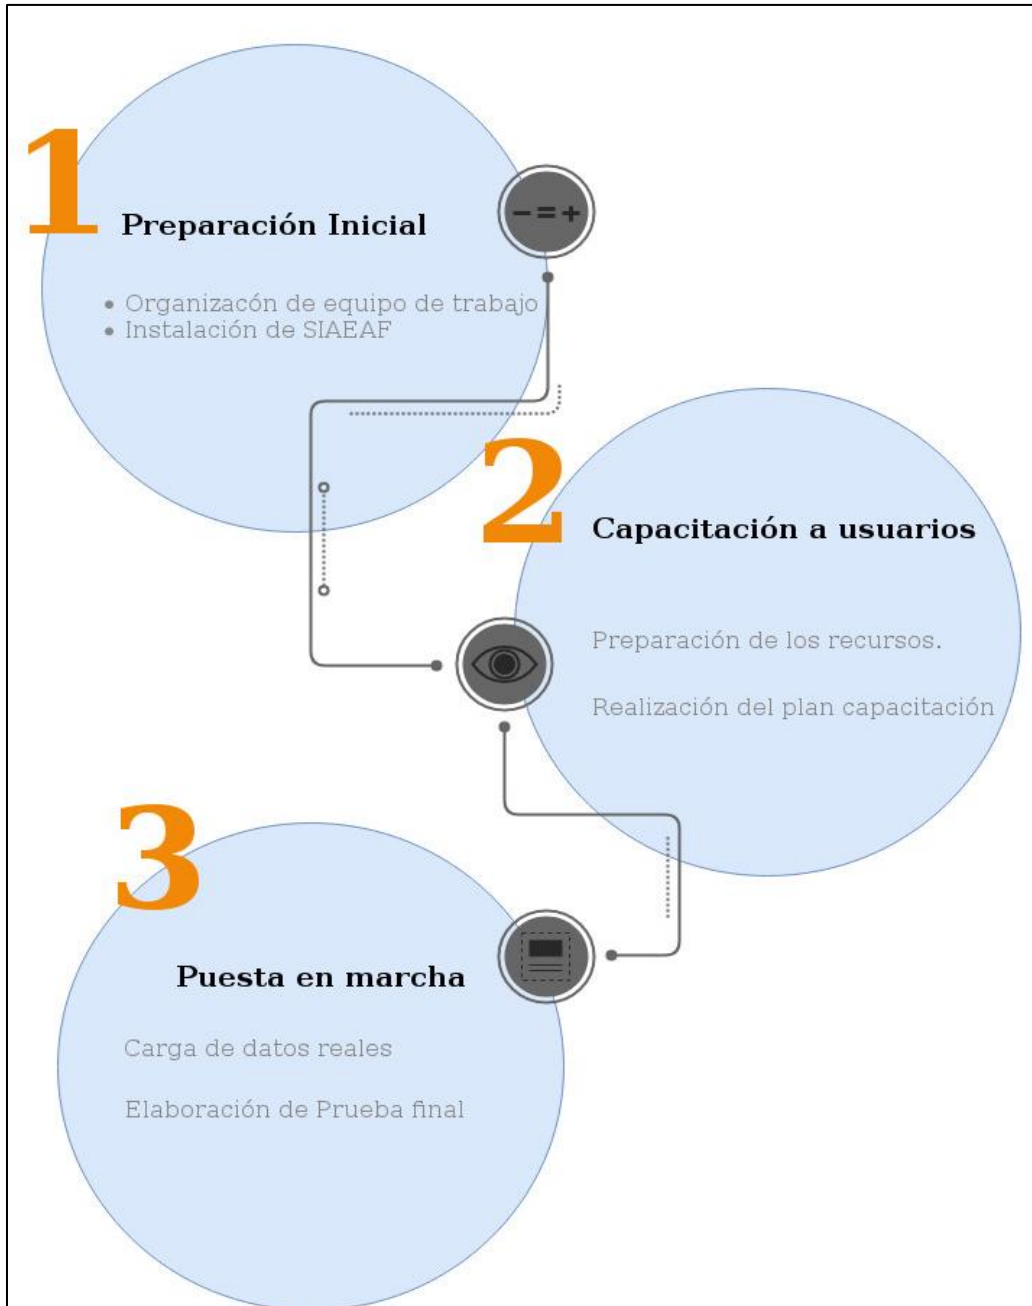 1
Preparación Inicial
• Organizacón de equipo de trabajo
• Instalación de SIAEAF
2
Capacitación a usuarios
Preparación de los recursos.
Realización del plan capacitación
3
Puesta en marcha
Carga de datos reales
Elaboración de Prueba final